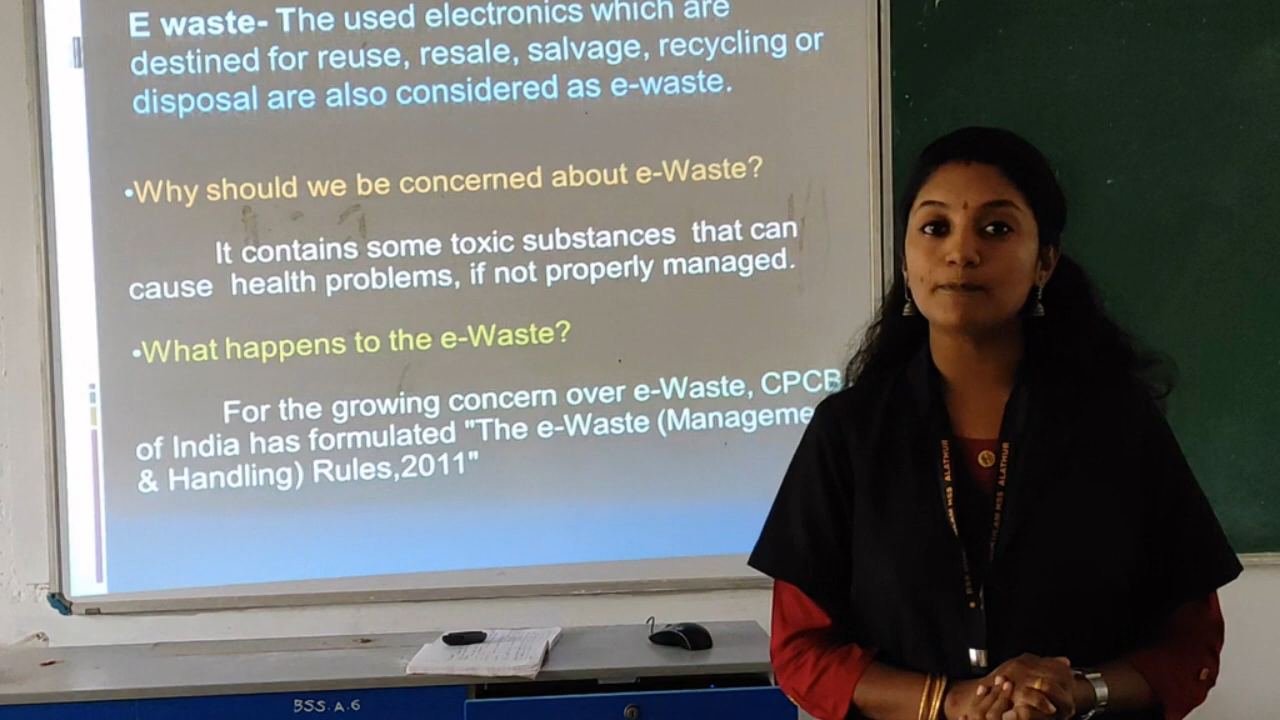 E waste- The used electronics which are
destined for reuse, resale, salvage, recycling or
disposal are also considered as e-waste.
•Why should we be concerned about e-Waste?
It contains some toxic substances that can
cause health problems, if not properly managed.
•What happens to the e-Waste?
For the growing concern over e-Waste, CPCB
of India has formulated "The e-Waste (Manageme
& Handling) Rules,2011"
ALATHUR
HSS ALATHUR
BSS.A.6